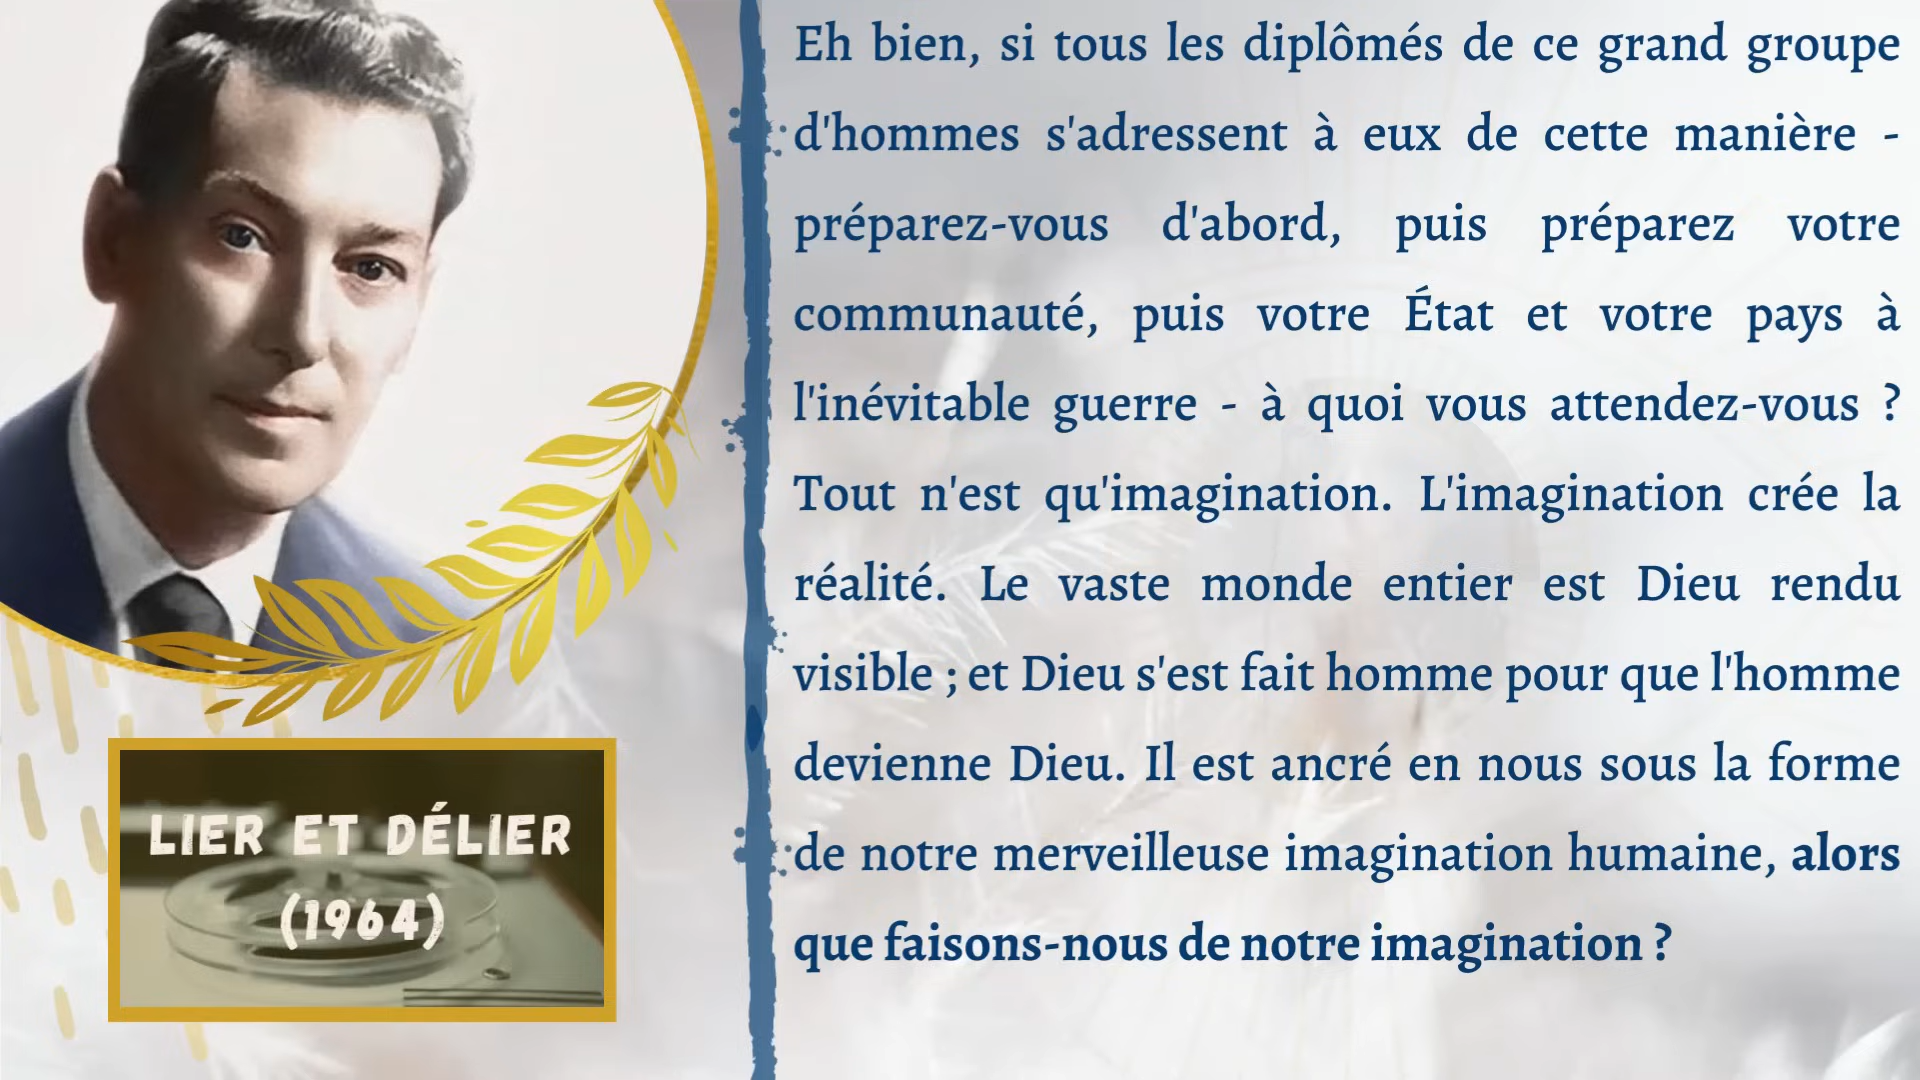 Eh bien, si tous les diplômés de ce grand groupe
d'hommes s'adressent à eux de cette manière -
préparez-vous d'abord, puis préparez votre
communauté, puis votre État et votre pays à
l'inévitable guerre - à quoi vous attendez-vous ?
Tout n'est qu'imagination. L'imagination crée la
réalité. Le vaste monde entier est Dieu rendu
visible ; et Dieu s'est fait homme pour que l'homme
devienne Dieu. Il est ancré en nous sous la forme
de notre merveilleuse imagination humaine, alors
que faisons-nous de notre imagination ?
LIER ET DÉLIER
(1964)